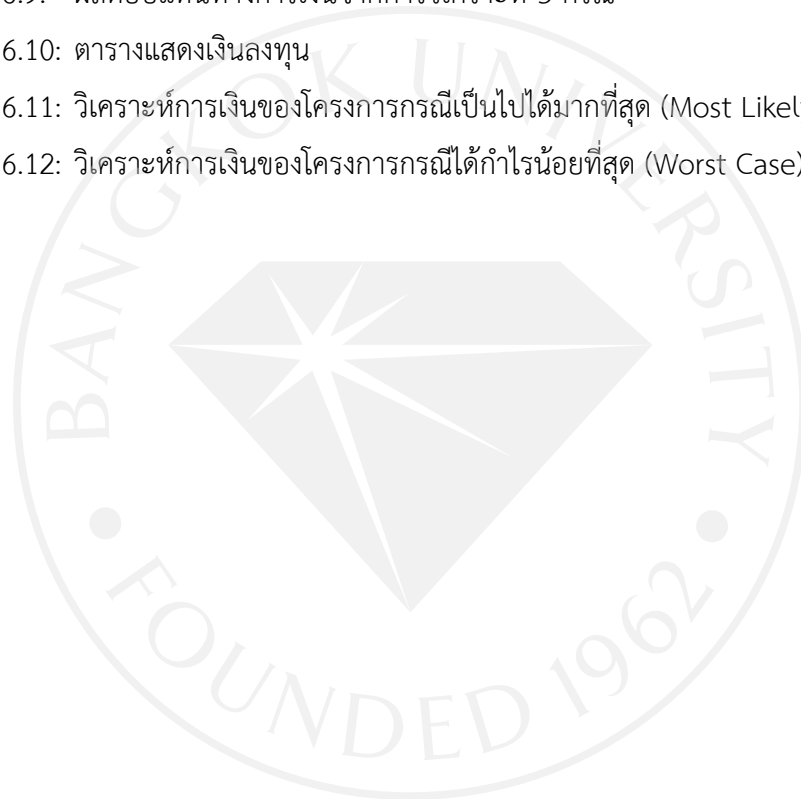 6.10: ตารางแสดงเงินลงทุน
6.11: วิเคราะห์การเงินของโครงการกรณีเป็นไปได้มากที่สุด (Most Likel
6.12: วิเคราะห์การเงินของโครงการกรณีได้กำไรน้อยที่สุด (Worst Case)
BANGKOK UNIVERSITY
FOUNDED 1962